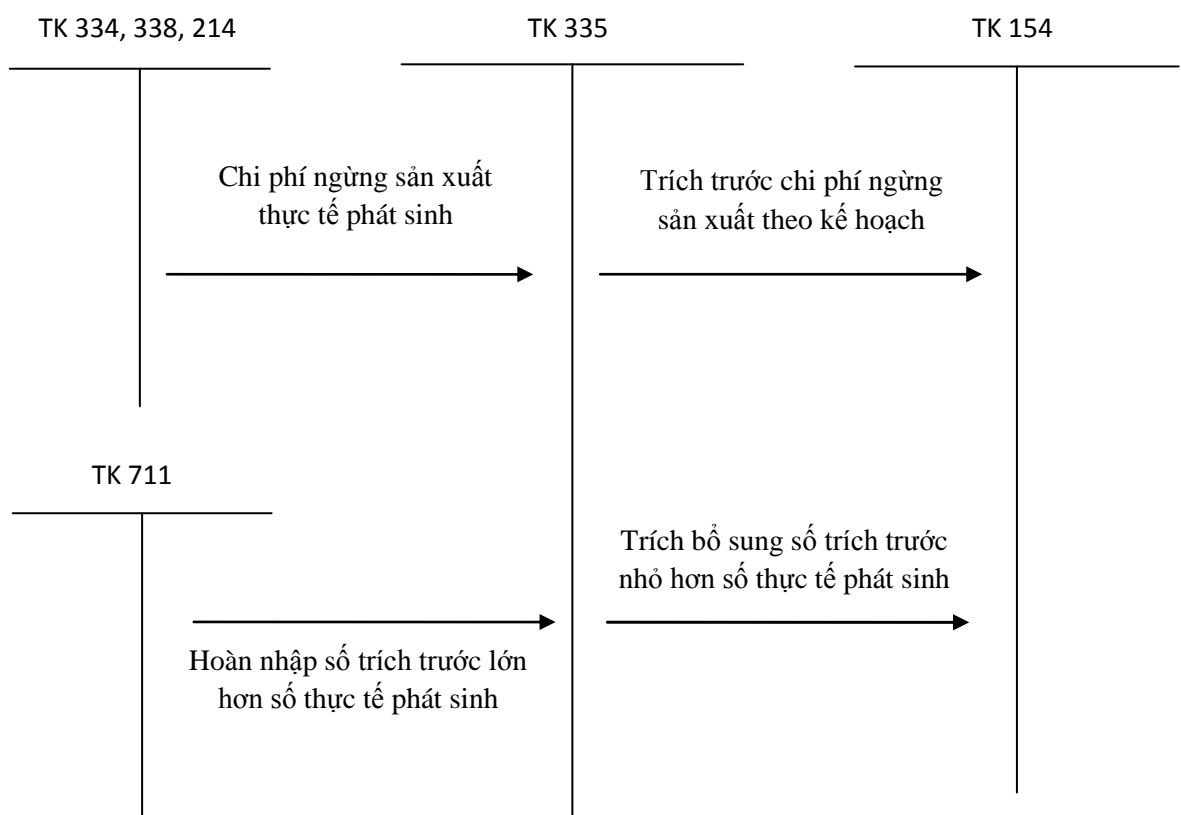 TK 334, 338, 214
TK 335
TK 154
Chi phí ngừng sản xuất
thực tế phát sinh
Trích trước chi phí ngừng
sản xuất theo kế hoạch
TK 711
Trích bổ sung số trích trước
nhỏ hơn số thực tế phát sinh
Hoàn nhập số trích trước lớn
hơn số thực tế phát sinh